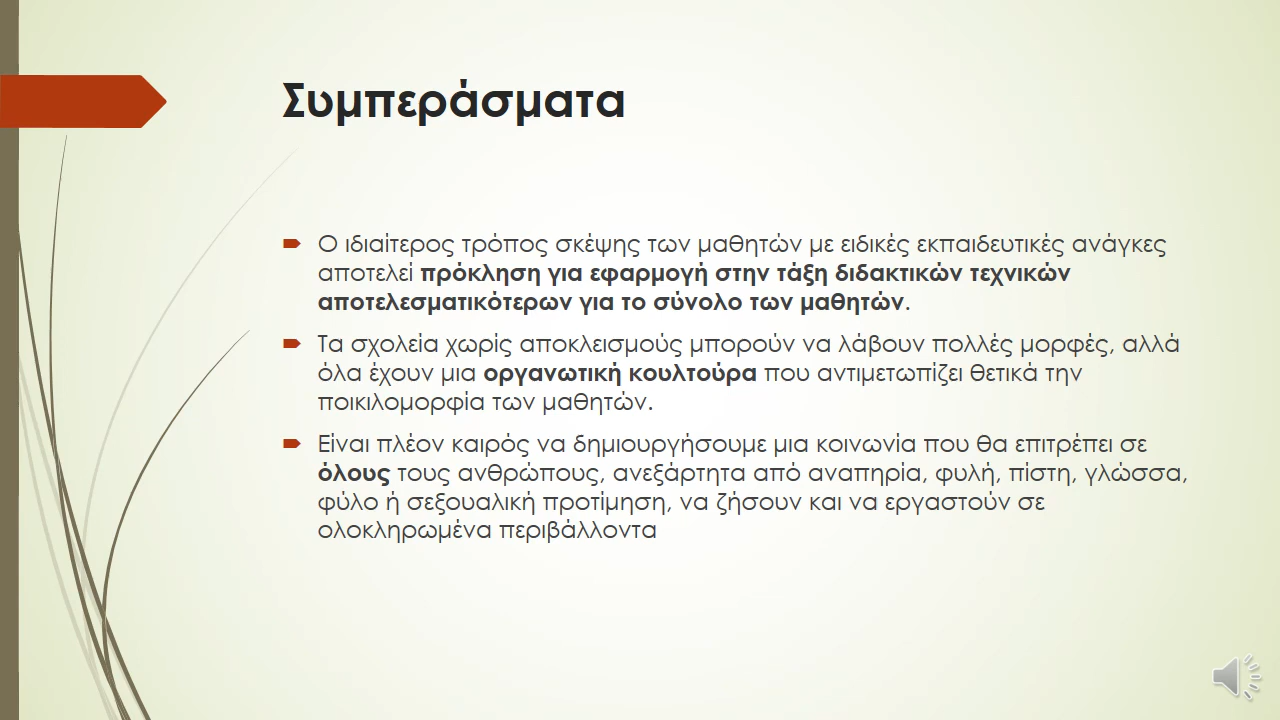 Συμπεράσματα
Ο ιδιαίτερος τρόπος σκέψης των μαθητών με ειδικές εκπαιδευτικές ανάγκες
αποτελεί πρόκληση για εφαρμογή στην τάξη διδακτικών τεχνικών
αποτελεσματικότερων για το σύνολο των μαθητών.
Τα σχολεία χωρίς αποκλεισμούς μπορούν να λάβουν πολλές μορφές, αλλά
όλα έχουν μια οργανωτική κουλτούρα που αντιμετωπίζει θετικά την
ποικιλομορφία των μαθητών.
Είναι πλέον καιρός να δημιουργήσουμε μια κοινωνία που θα επιτρέπει σε
όλους τους ανθρώπους, ανεξάρτητα από αναπηρία, φυλή, πίστη, γλώσσα,
φύλο ή σεξουαλική προτίμηση, να ζήσουν και να εργαστούν σε
ολοκληρωμένα περιβάλλοντα